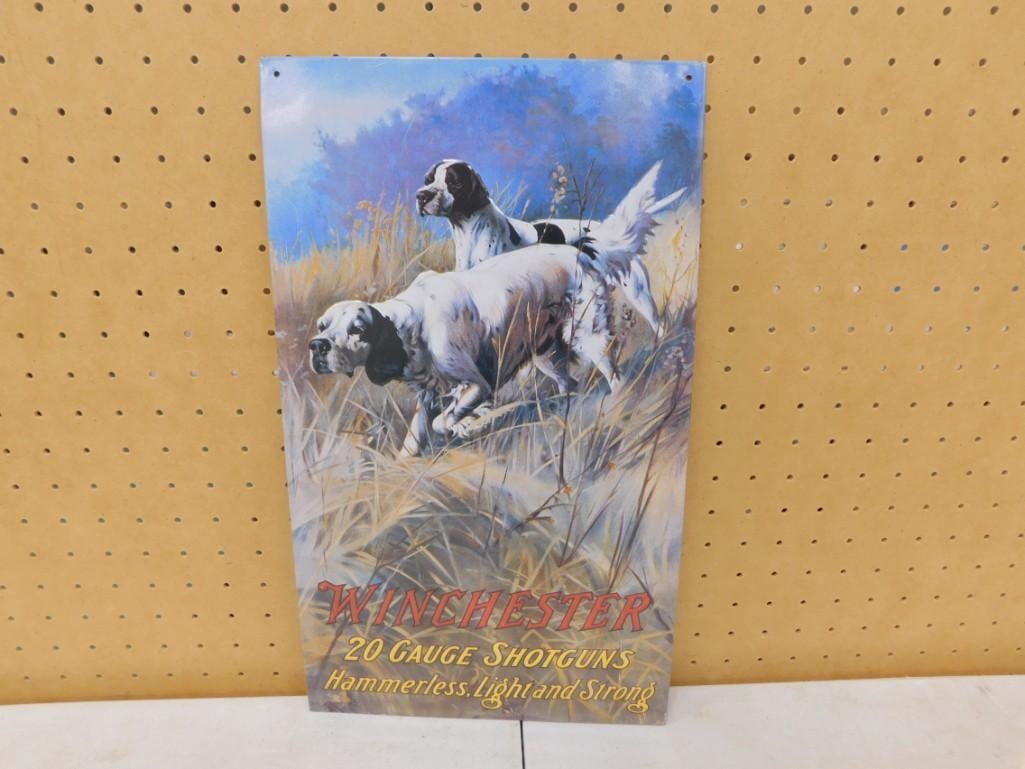 WINCHESTER
20 GAUGE SHOTGUNS
Hammerless, Light and Strong